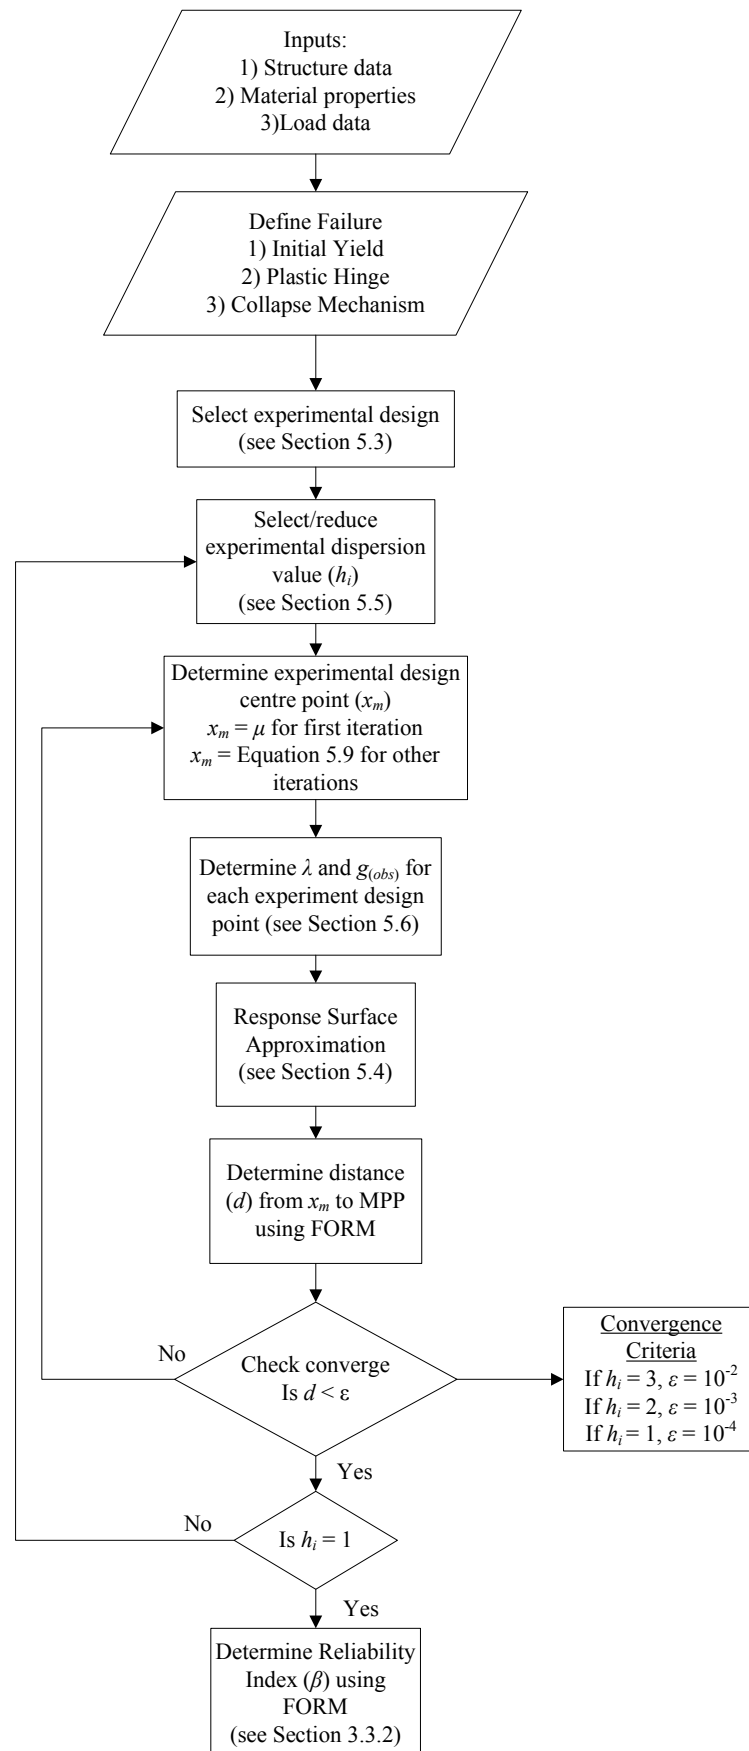 Inputs:
1) Structure data
2) Material properties
3)Load data
Define Failure
1) Initial Yield
2) Plastic Hinge
3) Collapse Mechanism
Select experimental design
(see Section 5.3)
Select/reduce
experimental dispersion
value (hᵢ)
(see Section 5.5)
Determine experimental design
centre point (xₘ)
xₘ = μ for first iteration
xₘ = Equation 5.9 for other
iterations
Determine λ and g₍obs₎ for
each experiment design
point (see Section 5.6)
Response Surface
Approximation
(see Section 5.4)
Determine distance
(d) from xₘ to MPP
using FORM
No
Check converge
Is d < ε
Convergence
Criteria
If hᵢ = 3, ε = 10⁻²
If hᵢ = 2, ε = 10⁻³
If hᵢ = 1, ε = 10⁻⁴
Yes
No
Is hᵢ = 1
Yes
Determine Reliability
Index (β) using
FORM
(see Section 3.3.2)